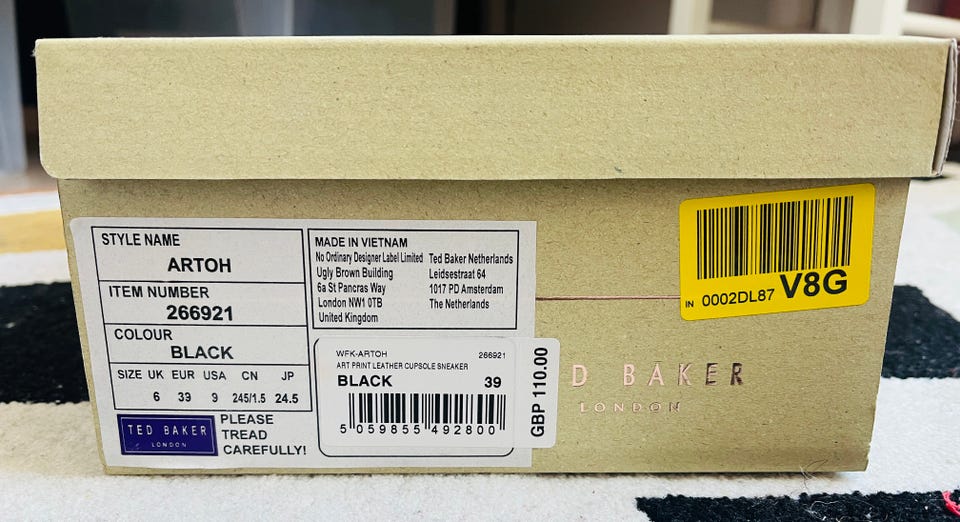 STYLE NAME
ARTOH
ITEM NUMBER
266921
COLOUR
BLACK
SIZE UK EUR USA CN JP
6 39 9 245/1.5 24.5
TED BAKER
LONDON
PLEASE
TREAD
CAREFULLY!
MADE IN VIETNAM
No Ordinary Designer Label Limited
Ugly Brown Building
6a St Pancras Way
London NW1 0TB
United Kingdom
Ted Baker Netherlands
Leidsestraat 64
1017 PD Amsterdam
The Netherlands
WFK-ARTOH 266921
ART PRINT LEATHER CUPSOLE SNEAKER
BLACK 39
5 059855 492800
GBP 110.00
D BAKER
LONDON
IN 0002DL87 V8G